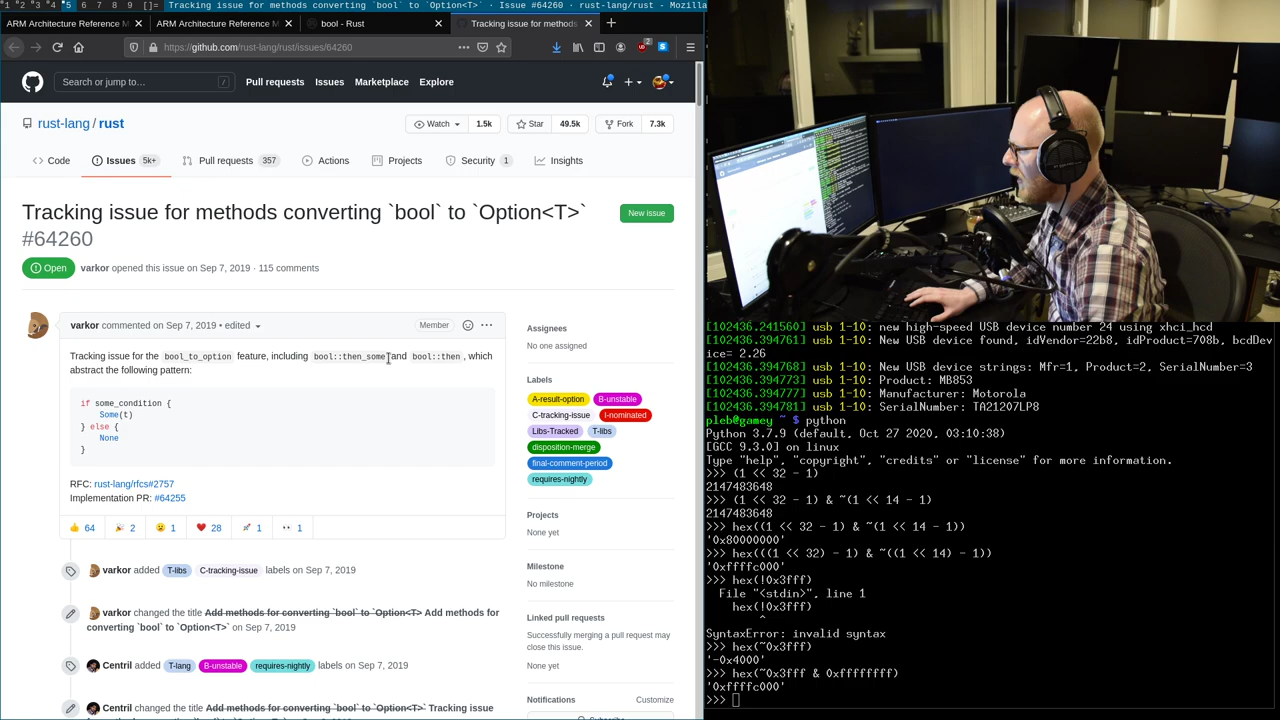 1 2 3 4 5 6 7 8 9 []= Tracking issue for methods converting `bool` to `Option<T>` · Issue #64260 · rust-lang/rust - Mozilla
ARM Architecture Reference M
ARM Architecture Reference M
bool - Rust
Tracking issue for methods
https://github.com/rust-lang/rust/issues/64260
2
Search or jump to…
/
Pull requests
Issues
Marketplace
Explore
rust-lang / rust
Watch
1.5k
Star
49.5k
Fork
7.3k
Code
Issues 5k+
Pull requests 357
Actions
Projects
Security 1
Insights
Tracking issue for methods converting `bool` to `Option<T>`
#64260
New issue
Open
varkor opened this issue on Sep 7, 2019 · 115 comments
varkor commented on Sep 7, 2019 • edited
Member
Tracking issue for the bool_to_option feature, including bool::then_some and bool::then , which
abstract the following pattern:
if some_condition {
Some(t)
} else {
None
}
RFC: rust-lang/rfcs#2757
Implementation PR: #64255
64
2
1
28
1
1
varkor added T-libs C-tracking-issue labels on Sep 7, 2019
varkor changed the title Add methods for converting `bool` to `Option<T> Add methods for
converting `bool` to `Option<T>` on Sep 7, 2019
Centril added T-lang B-unstable requires-nightly labels on Sep 7, 2019
Centril changed the title Add methods for converting `bool` to `Option<T>` Tracking issue for
Assignees
No one assigned
Labels
A-result-option
B-unstable
C-tracking-issue
I-nominated
Libs-Tracked
T-libs
disposition-merge
final-comment-period
requires-nightly
Projects
None yet
Milestone
No milestone
Linked pull requests
Successfully merging a pull request may
close this issue.
None yet
Notifications
Customize
Subscribe
[102436.241560] usb 1-10: new high-speed USB device number 24 using xhci_hcd
[102436.394761] usb 1-10: New USB device found, idVendor=22b8, idProduct=708b, bcdDev
ice= 2.26
[102436.394768] usb 1-10: New USB device strings: Mfr=1, Product=2, SerialNumber=3
[102436.394773] usb 1-10: Product: MB853
[102436.394777] usb 1-10: Manufacturer: Motorola
[102436.394781] usb 1-10: SerialNumber: TA21207LP8
pleb@gamey ~ $ python
Python 3.7.9 (default, Oct 27 2020, 03:10:38)
[GCC 9.3.0] on linux
Type "help", "copyright", "credits" or "license" for more information.
>>> (1 << 32 - 1)
2147483648
>>> (1 << 32 - 1) & ~(1 << 14 - 1)
2147483648
>>> hex((1 << 32 - 1) & ~(1 << 14 - 1))
'0x80000000'
>>> hex(((1 << 32) - 1) & ~((1 << 14) - 1))
'0xffffc000'
>>> hex(!0x3fff)
File "<stdin>", line 1
hex(!0x3fff)
^
SyntaxError: invalid syntax
>>> hex(~0x3fff)
'-0x4000'
>>> hex(~0x3fff & 0xffffffff)
'0xffffc000'
>>>